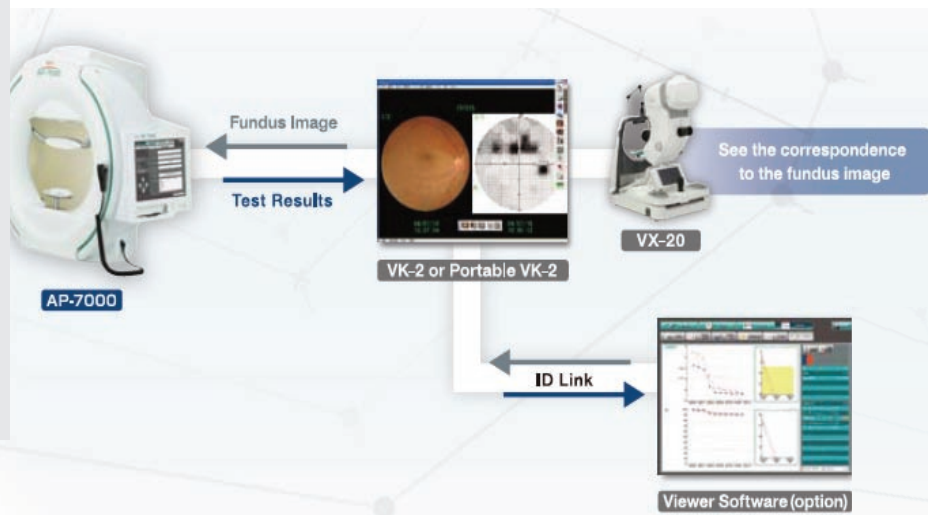 Fundus Image
Test Results
See the correspondence
to the fundus image
VX-20
VK-2 or Portable VK-2
AP-7000
ID Link
Viewer Software (option)